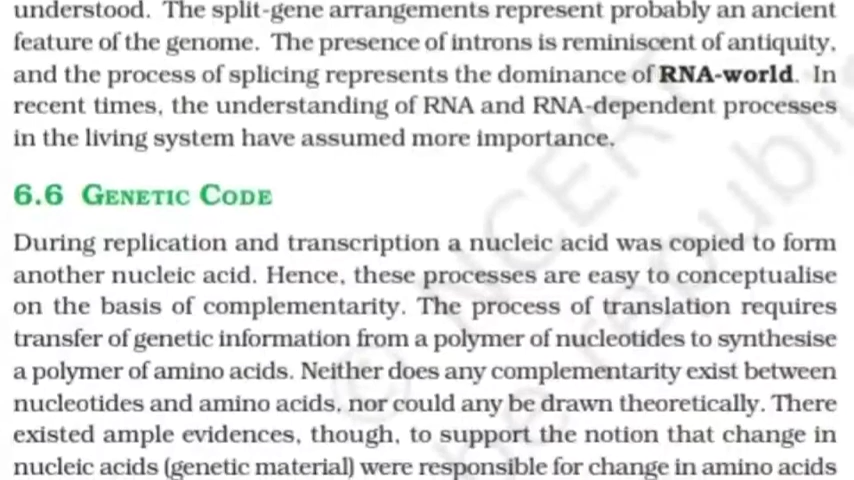 understood. The split-gene arrangements represent probably an ancient
feature of the genome. The presence of introns is reminiscent of antiquity,
and the process of splicing represents the dominance of RNA-world. In
recent times, the understanding of RNA and RNA-dependent processes
in the living system have assumed more importance.
6.6 GENETIC CODE
During replication and transcription a nucleic acid was copied to form
another nucleic acid. Hence, these processes are easy to conceptualise
on the basis of complementarity. The process of translation requires
transfer of genetic information from a polymer of nucleotides to synthesise
a polymer of amino acids. Neither does any complementarity exist between
nucleotides and amino acids, nor could any be drawn theoretically. There
existed ample evidences, though, to support the notion that change in
nucleic acids (genetic material) were responsible for change in amino acids
© NCERT
be republi